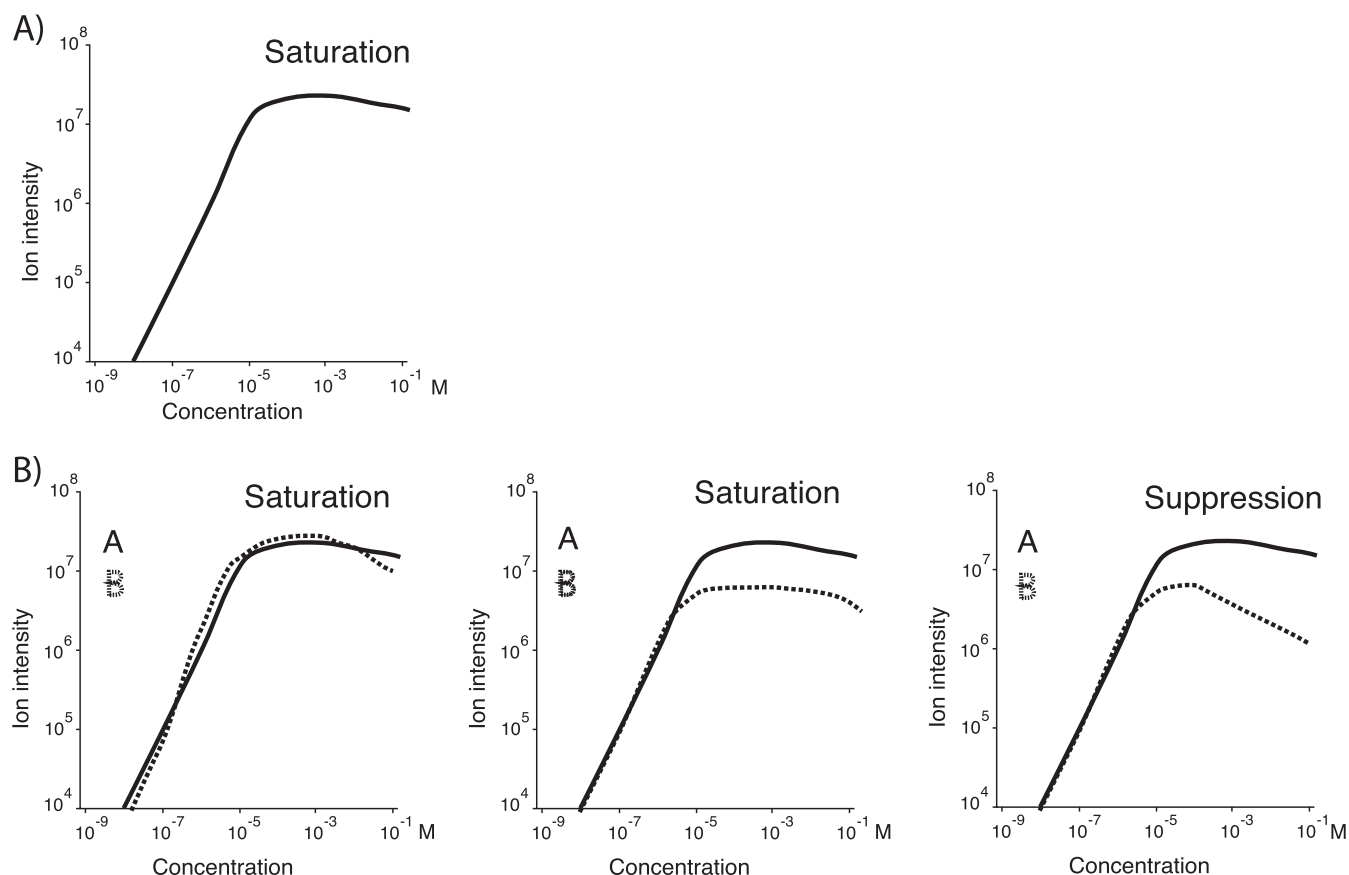 A)
Saturation
Ion intensity
10^8
10^7
10^6
10^5
10^4
10^-9 10^-7 10^-5 10^-3 10^-1 M
Concentration
B)
Saturation
A
B
Ion intensity
10^8
10^7
10^6
10^5
10^4
10^-9 10^-7 10^-5 10^-3 10^-1 M
Concentration
Saturation
A
B
Ion intensity
10^8
10^7
10^6
10^5
10^4
10^-9 10^-7 10^-5 10^-3 10^-1 M
Concentration
Suppression
A
B
Ion intensity
10^8
10^7
10^6
10^5
10^4
10^-9 10^-7 10^-5 10^-3 10^-1 M
Concentration